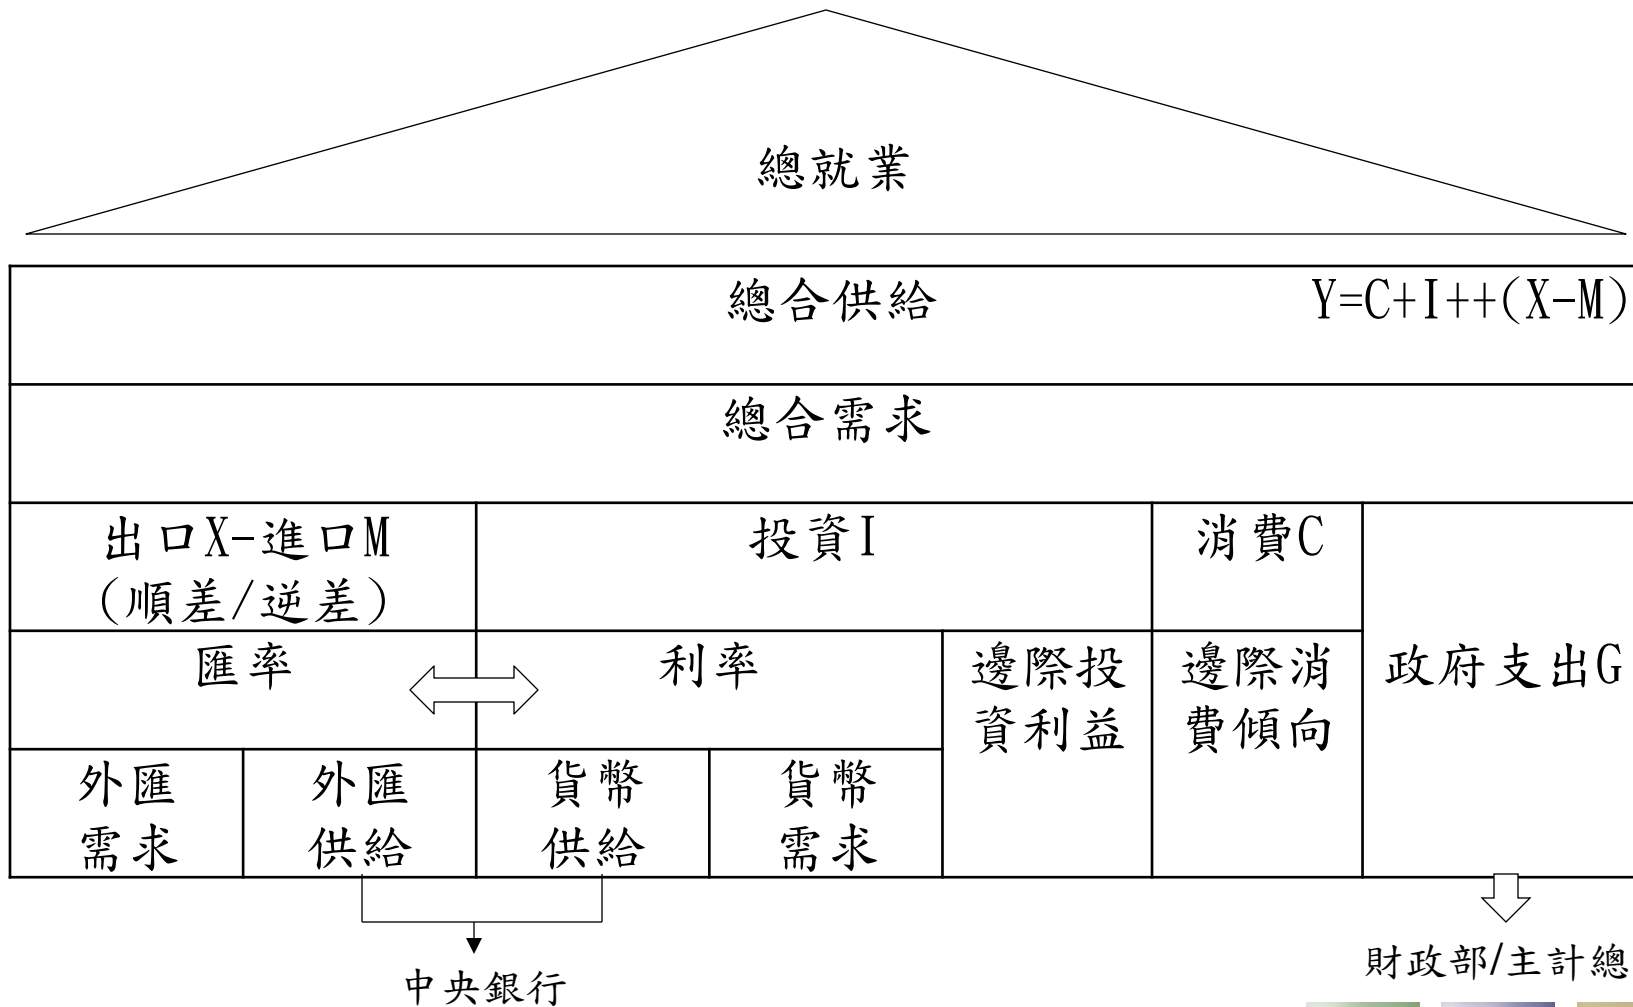 總就業
總合供給 Y=C+I++(X-M)
總合需求
出口X-進口M
(順差/逆差)
投資I
消費C
政府支出G
匯率
利率
邊際投
資利益
邊際消
費傾向
外匯
需求
外匯
供給
貨幣
供給
貨幣
需求
中央銀行
財政部/主計總